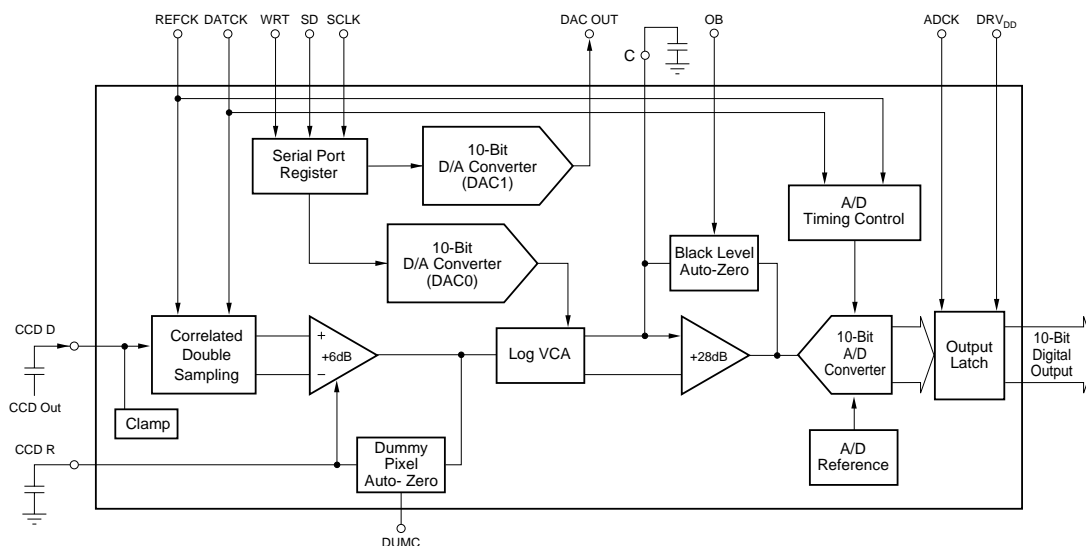 REFCK DATCK WRT SD SCLK DAC OUT OB ADCK DRVDD
C
Serial Port
Register
10-Bit
D/A Converter
(DAC1)
A/D
Timing Control
10-Bit
D/A Converter
(DAC0)
Black Level
Auto-Zero
CCD D
CCD Out
Correlated
Double
Sampling
+
+6dB
−
Log VCA
+28dB
10-Bit
A/D
Converter
Output
Latch
10-Bit
Digital
Output
Clamp
CCD R
Dummy
Pixel
Auto- Zero
A/D
Reference
DUMC